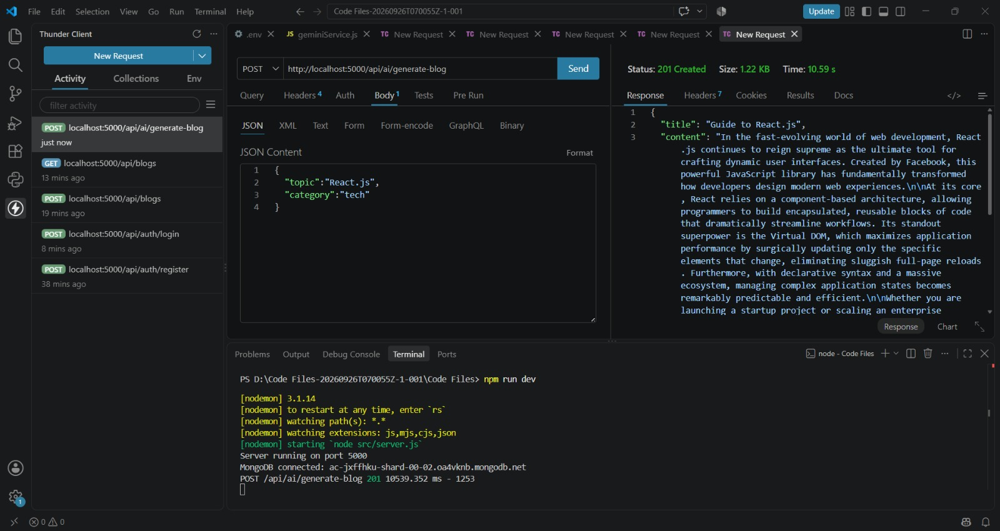 File Edit Selection View Go Run Terminal Help
Code Files-20260926T070055Z-1-001
Update
Thunder Client
New Request
Activity Collections Env
filter activity
POST localhost:5000/api/ai/generate-blog
just now
GET localhost:5000/api/blogs
13 mins ago
POST localhost:5000/api/blogs
19 mins ago
POST localhost:5000/api/auth/login
8 mins ago
POST localhost:5000/api/auth/register
38 mins ago
.env JS geminiService.js TC New Request TC New Request TC New Request TC New Request TC New Request
POST http://localhost:5000/api/ai/generate-blog Send
Query Headers 4 Auth Body 1 Tests Pre Run
JSON XML Text Form Form-encode GraphQL Binary
JSON Content Format
1 {
2 "topic":"React.js",
3 "category":"tech"
4 }
Status: 201 Created Size: 1.22 KB Time: 10.59 s
Response Headers 7 Cookies Results Docs </>
1 {
2 "title": "Guide to React.js",
3 "content": "In the fast-evolving world of web development, React
.js continues to reign supreme as the ultimate tool for
crafting dynamic user interfaces. Created by Facebook, this
powerful JavaScript library has fundamentally transformed
how developers design modern web experiences.\n\nAt its core
, React relies on a component-based architecture, allowing
programmers to build encapsulated, reusable blocks of code
that dramatically streamline workflows. Its standout
superpower is the Virtual DOM, which maximizes application
performance by surgically updating only the specific
elements that change, eliminating sluggish full-page reloads
. Furthermore, with declarative syntax and a massive
ecosystem, managing complex application states becomes
remarkably predictable and efficient.\n\nWhether you are
launching a startup project or scaling an enterprise
Response Chart
Problems Output Debug Console Terminal Ports
node - Code Files
PS D:\Code Files-20260926T070055Z-1-001\Code Files> npm run dev
[nodemon] 3.1.14
[nodemon] to restart at any time, enter `rs`
[nodemon] watching path(s): *.*
[nodemon] watching extensions: js,mjs,cjs,json
[nodemon] starting `node src/server.js`
Server running on port 5000
MongoDB connected: ac-jxffhku-shard-00-02.oa4vknb.mongodb.net
POST /api/ai/generate-blog 201 10539.352 ms - 1253
1
0 0